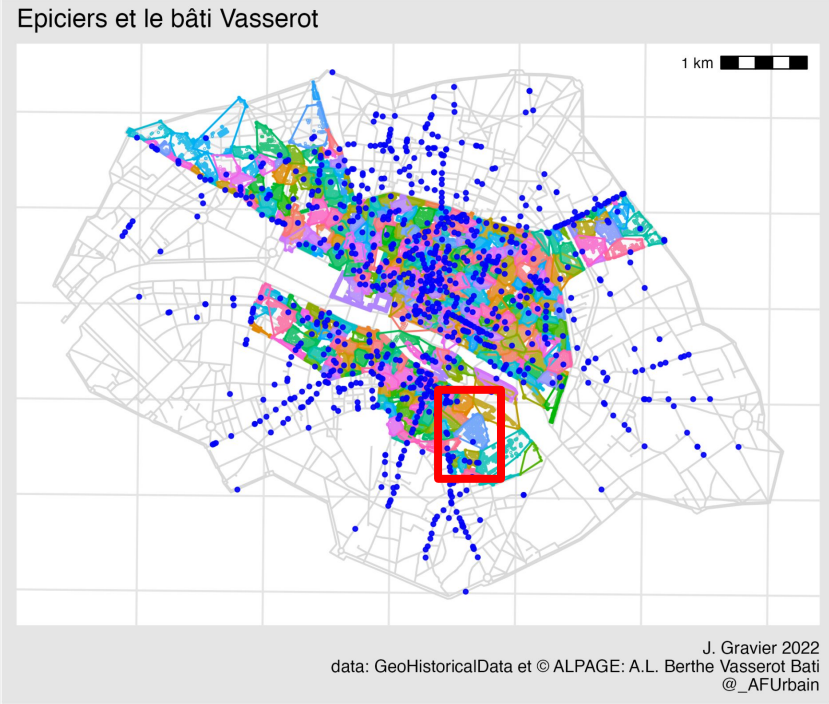 Epiciers et le bâti Vasserot
1 km
J. Gravier 2022
data: GeoHistoricalData et © ALPAGE: A.L. Berthe Vasserot Bati
@_AFUrbain